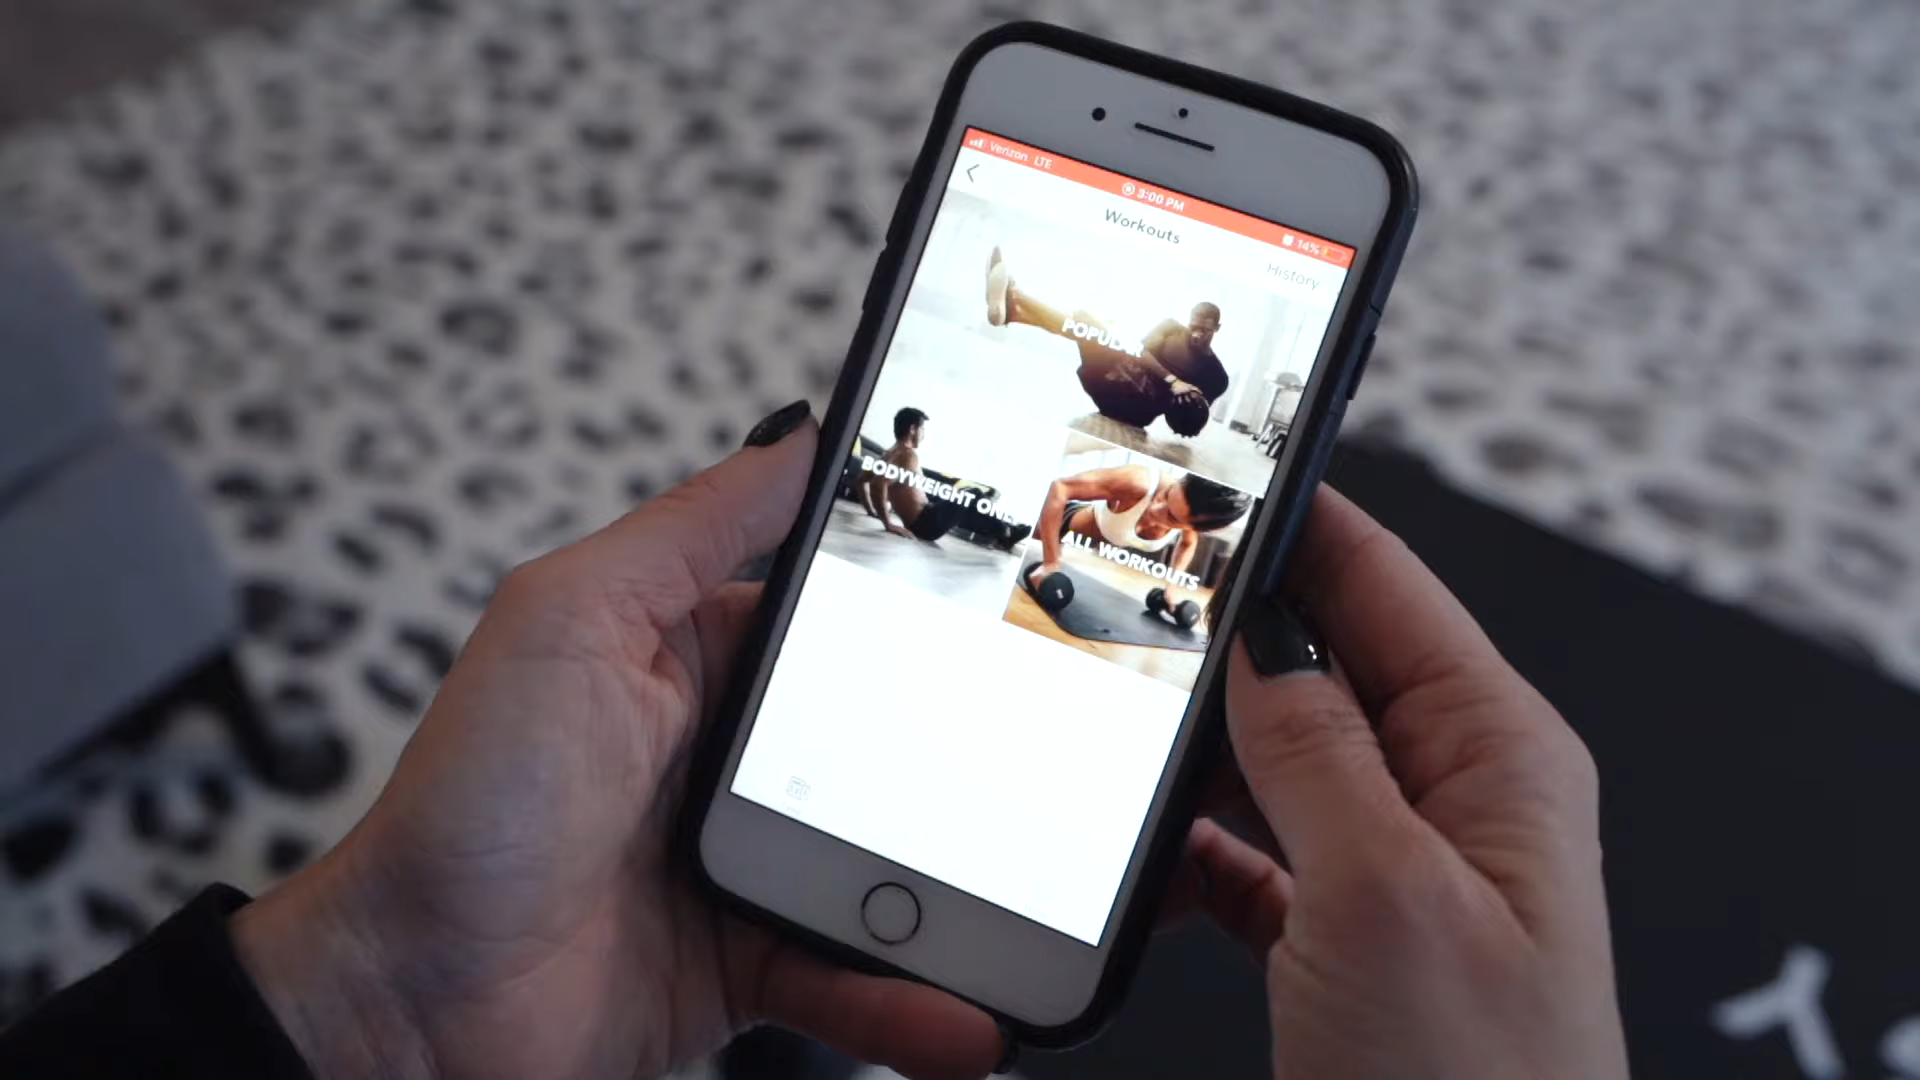 Verizon LTE
3:00 PM
14%
Workouts
History
POPULAR
BODYWEIGHT ONLY
ALL WORKOUTS